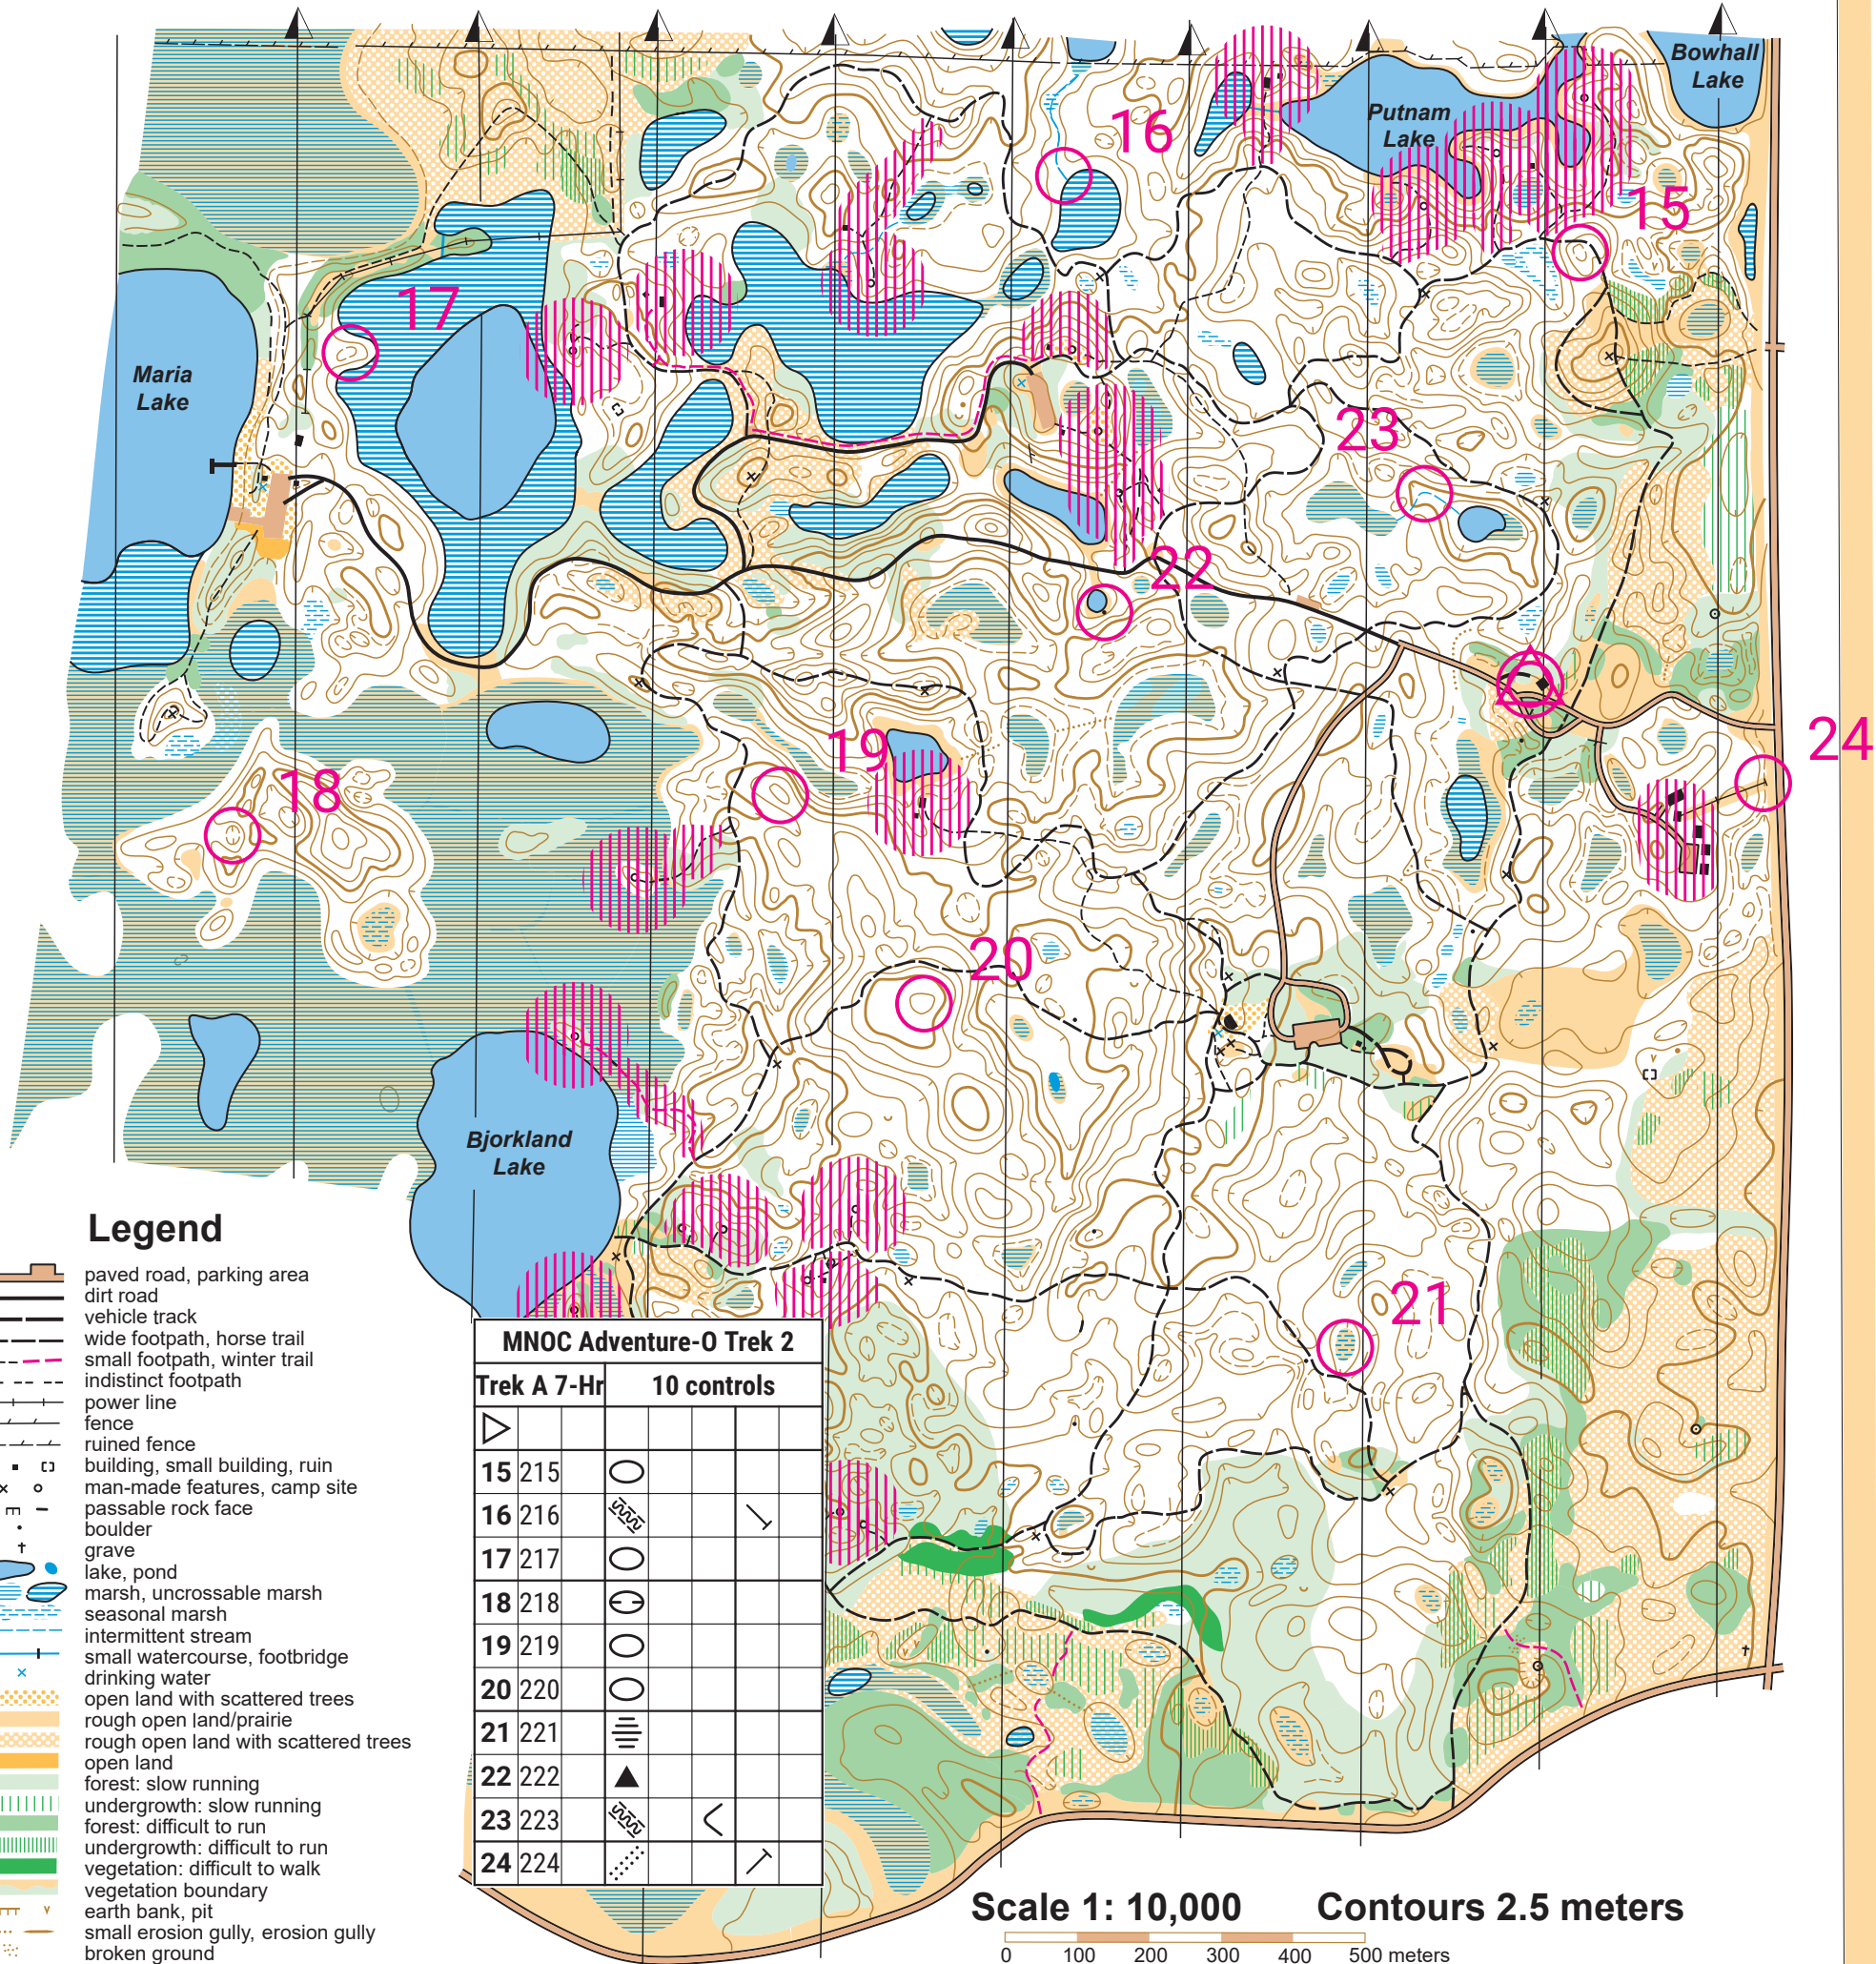 Bowhall
Lake
Putnam
Lake
16
15
17
Maria
Lake
23
22
19
24
18
20
Bjorkland
Lake
21
Legend
paved road, parking area
dirt road
vehicle track
wide footpath, horse trail
small footpath, winter trail
indistinct footpath
power line
fence
ruined fence
building, small building, ruin
man-made features, camp site
passable rock face
boulder
grave
lake, pond
marsh, uncrossable marsh
seasonal marsh
intermittent stream
small watercourse, footbridge
drinking water
open land with scattered trees
rough open land/prairie
rough open land with scattered trees
open land
forest: slow running
undergrowth: slow running
forest: difficult to run
undergrowth: difficult to run
vegetation: difficult to walk
vegetation boundary
earth bank, pit
small erosion gully, erosion gully
broken ground
MNOC Adventure-O Trek 2
Trek A 7-Hr 10 controls
15 215
16 216
17 217
18 218
19 219
20 220
21 221
22 222
23 223
24 224
Scale 1: 10,000 Contours 2.5 meters
0 100 200 300 400 500 meters